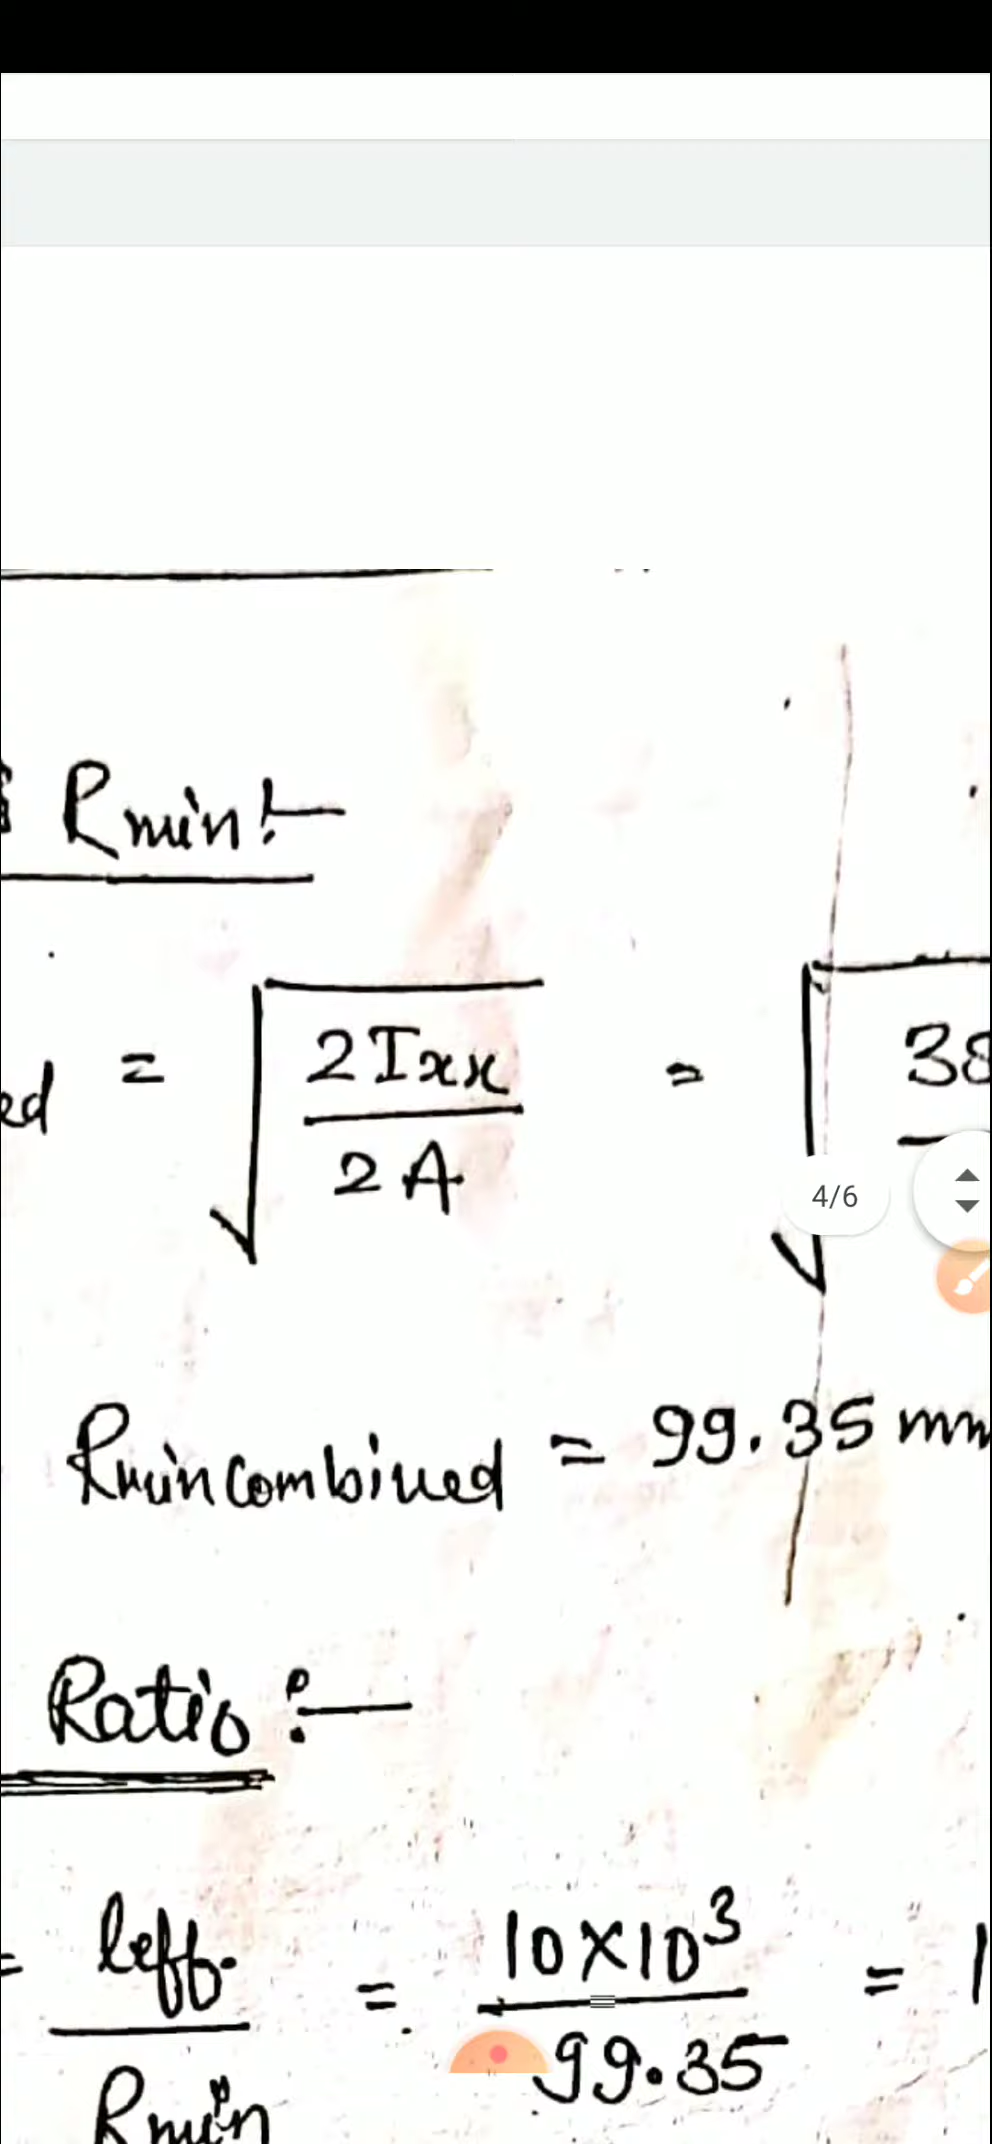 Rmin:-
ed = √ 2Ixx / 2A = √ 38
4/6
Rmin combined = 99.35 mm
Ratio :-
= leff. / Rmin = 10×10³ / 99.35 = 1